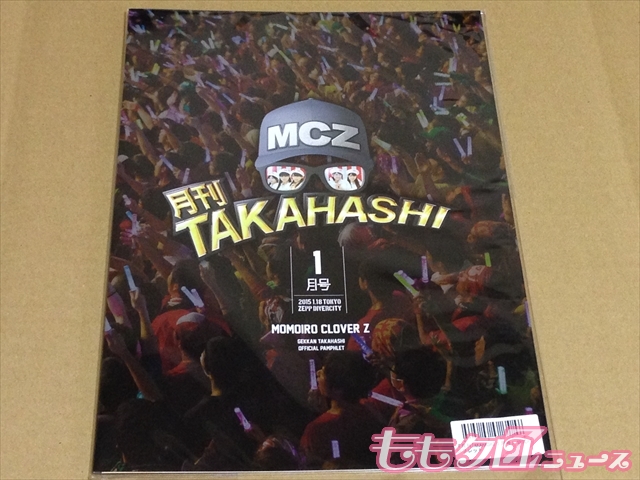 MCZ
月刊
TAKAHASHI
1
月号
2015 1.18 TOKYO
ZEPP DIVERCITY
MOMOIRO CLOVER Z
GEKKAN TAKAHASHI
OFFICIAL PAMPHLET
ももクロニュース